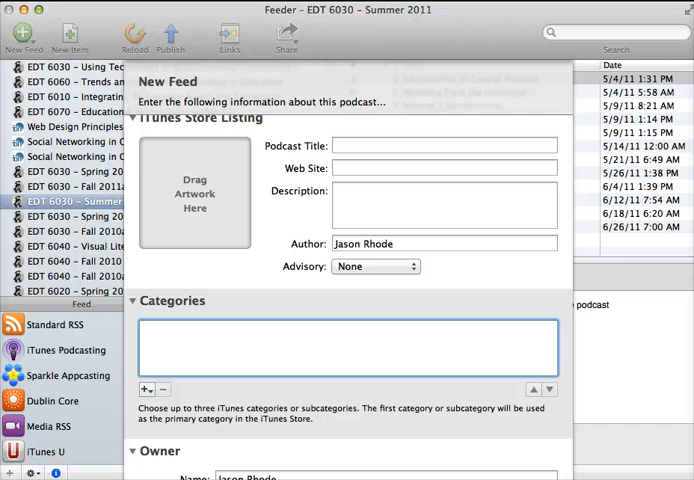 Feeder - EDT 6030 - Summer 2011
New Feed
New Item
Reload
Publish
Links
Share
Search
Date
EDT 6030 - Using Tec
EDT 6060 - Trends an
EDT 6010 - Integratin
EDT 6070 - Foundatio
Web Design Principles
Social Networking in C
Social Networking in C
EDT 6030 - Spring 20
EDT 6030 - Fall 2011a
EDT 6030 - Summer
EDT 6030 - Spring 20
EDT 6030 - Fall 2010
EDT 6040 - Visual Lite
EDT 6040 - Fall 2010
EDT 6040 - Spring 20
EDT 6020 - Spring 201
Feed
Standard RSS
iTunes Podcasting
Sparkle Appcasting
Dublin Core
Media RSS
iTunes U
New Feed
Enter the following information about this podcast...
iTunes Store Listing
Drag
Artwork
Here
Podcast Title:
Web Site:
Description:
Author: Jason Rhode
Advisory: None
Categories
Choose up to three iTunes categories or subcategories. The first category or subcategory will be used
as the primary category in the iTunes Store.
Owner
Name: Jason Rhode
5/4/11 1:31 PM
5/4/11 5:58 AM
5/9/11 8:21 AM
5/9/11 1:14 PM
5/9/11 1:15 PM
5/14/11 12:00 AM
5/21/11 6:49 AM
5/26/11 1:38 PM
6/4/11 1:39 PM
6/12/11 7:54 AM
6/18/11 6:20 AM
6/26/11 7:00 AM
podcast